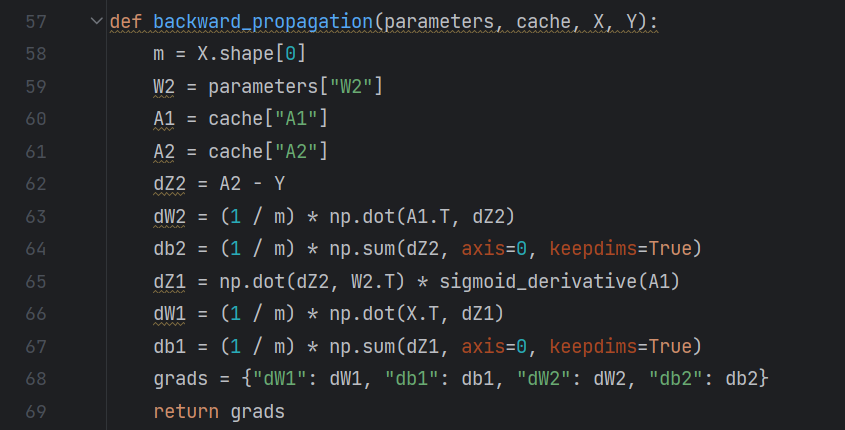 57 def backward_propagation(parameters, cache, X, Y):
58     m = X.shape[0]
59     W2 = parameters["W2"]
60     A1 = cache["A1"]
61     A2 = cache["A2"]
62     dZ2 = A2 - Y
63     dW2 = (1 / m) * np.dot(A1.T, dZ2)
64     db2 = (1 / m) * np.sum(dZ2, axis=0, keepdims=True)
65     dZ1 = np.dot(dZ2, W2.T) * sigmoid_derivative(A1)
66     dW1 = (1 / m) * np.dot(X.T, dZ1)
67     db1 = (1 / m) * np.sum(dZ1, axis=0, keepdims=True)
68     grads = {"dW1": dW1, "db1": db1, "dW2": dW2, "db2": db2}
69     return grads